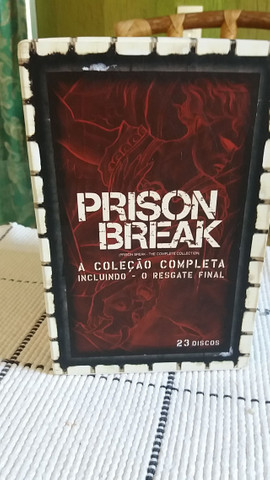 PRISON
BREAK
(PRISON BREAK - THE COMPLETE COLLECTION)
A COLEÇÃO COMPLETA
INCLUINDO - O RESGATE FINAL
23 DISCOS